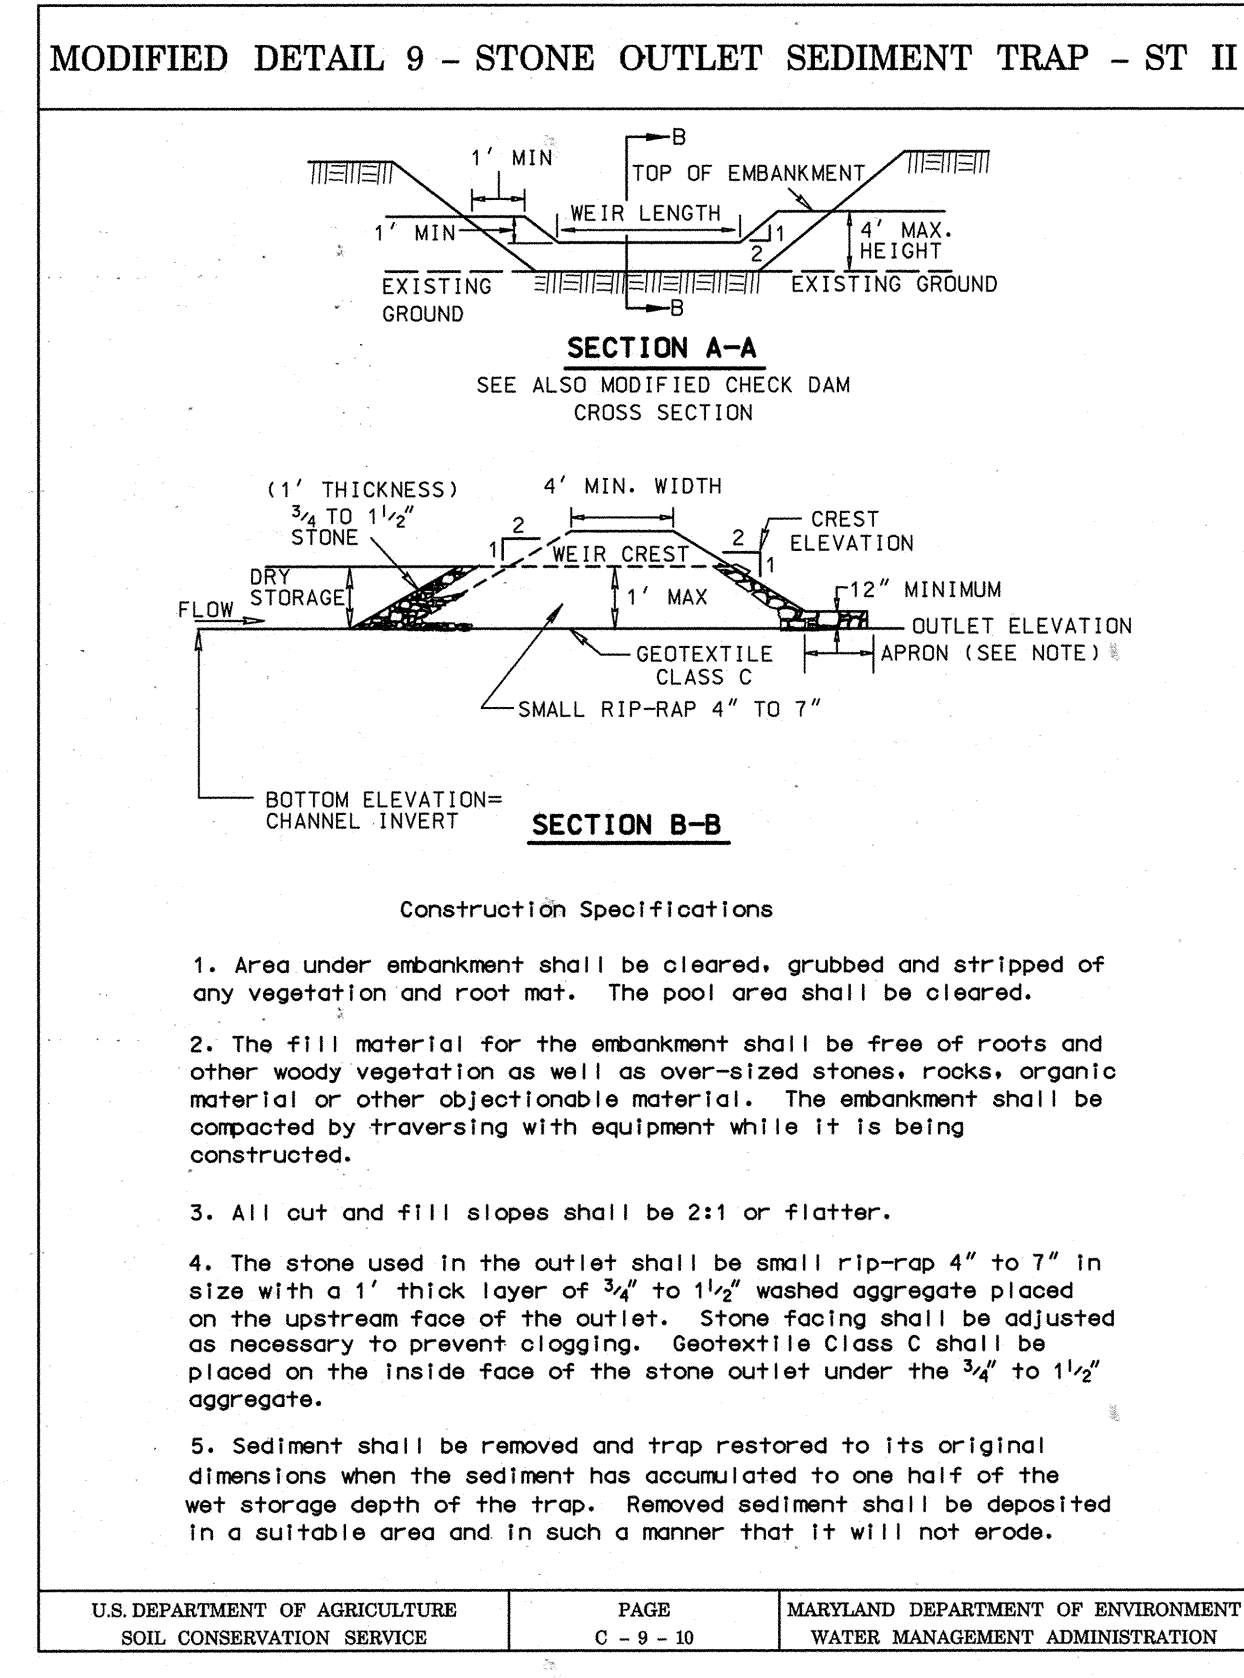 MODIFIED DETAIL 9 - STONE OUTLET SEDIMENT TRAP - ST II
B
1' MIN
TOP OF EMBANKMENT
WEIR LENGTH
1' MIN
1
2
4' MAX.
HEIGHT
EXISTING
GROUND
EXISTING GROUND
B
SECTION A-A
SEE ALSO MODIFIED CHECK DAM
CROSS SECTION
(1' THICKNESS)
3/4 TO 1 1/2"
STONE
4' MIN. WIDTH
2
1
2
1
CREST
ELEVATION
WEIR CREST
DRY
STORAGE
1' MAX
12" MINIMUM
FLOW
OUTLET ELEVATION
GEOTEXTILE
CLASS C
APRON (SEE NOTE)
SMALL RIP-RAP 4" TO 7"
BOTTOM ELEVATION=
CHANNEL INVERT
SECTION B-B
Construction Specifications
1. Area under embankment shall be cleared, grubbed and stripped of
any vegetation and root mat. The pool area shall be cleared.
2. The fill material for the embankment shall be free of roots and
other woody vegetation as well as over-sized stones, rocks, organic
material or other objectionable material. The embankment shall be
compacted by traversing with equipment while it is being
constructed.
3. All cut and fill slopes shall be 2:1 or flatter.
4. The stone used in the outlet shall be small rip-rap 4" to 7" in
size with a 1' thick layer of 3/4" to 1 1/2" washed aggregate placed
on the upstream face of the outlet. Stone facing shall be adjusted
as necessary to prevent clogging. Geotextile Class C shall be
placed on the inside face of the stone outlet under the 3/4" to 1 1/2"
aggregate.
5. Sediment shall be removed and trap restored to its original
dimensions when the sediment has accumulated to one half of the
wet storage depth of the trap. Removed sediment shall be deposited
in a suitable area and in such a manner that it will not erode.
U.S. DEPARTMENT OF AGRICULTURE
SOIL CONSERVATION SERVICE
PAGE
C - 9 - 10
MARYLAND DEPARTMENT OF ENVIRONMENT
WATER MANAGEMENT ADMINISTRATION